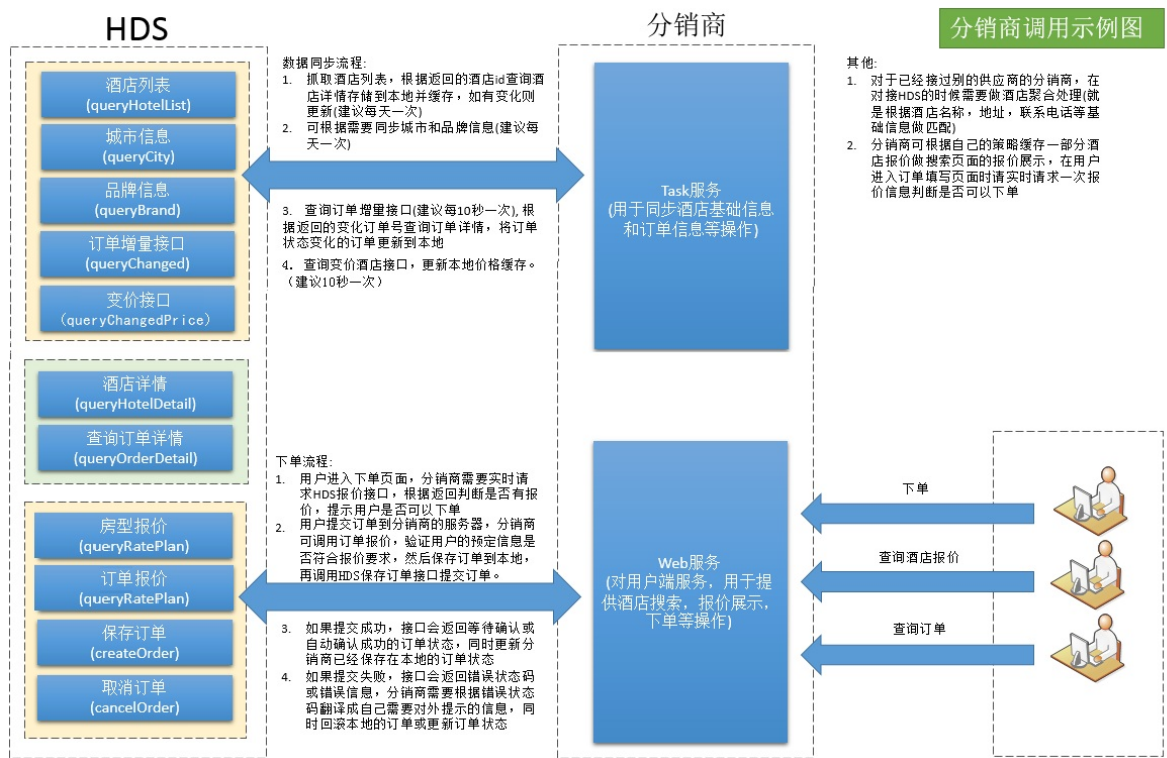 HDS
分销商
分销商调用示例图
酒店列表
(queryHotelList)
城市信息
(queryCity)
品牌信息
(queryBrand)
订单增量接口
(queryChanged)
变价接口
(queryChangedPrice)
酒店详情
(queryHotelDetail)
查询订单详情
(queryOrderDetail)
房型报价
(queryRatePlan)
订单报价
(queryRatePlan)
保存订单
(createOrder)
取消订单
(cancelOrder)
数据同步流程:
1. 抓取酒店列表，根据返回的酒店id查询酒
店详情存储到本地并缓存，如有变化则
更新(建议每天一次)
2. 可根据需要同步城市和品牌信息(建议每
天一次)
3. 查询订单增量接口(建议每10秒一次),根
据返回的变化订单号查询订单详情，将订单
状态变化的订单更新到本地
4. 查询变价酒店接口，更新本地价格缓存。
（建议10秒一次）
下单流程:
1. 用户进入下单页面，分销商需要实时请
求HDS报价接口，根据返回判断是否有报
价，提示用户是否可以下单
2. 用户提交订单到分销商的服务器，分销商
可调用订单报价，验证用户的预定信息是
否符合报价要求，然后保存订单到本地，
再调用HDS保存订单接口提交订单。
3. 如果提交成功，接口会返回等待确认或
自动确认成功的订单状态，同时更新分
销商已经保存在本地的订单状态
4. 如果提交失败，接口会返回错误状态码
或错误信息，分销商需要根据错误状态
码翻译成自己需要对外提示的信息，同
时回滚本地的订单或更新订单状态
Task服务
(用于同步酒店基础信息
和订单信息等操作)
Web服务
(对用户端服务，用于提
供酒店搜索，报价展示，
下单等操作)
其他:
1. 对于已经接过别的供应商的分销商，在
对接HDS的时候需要做酒店聚合处理(就
是根据酒店名称，地址，联系电话等基
础信息做匹配)
2. 分销商可根据自己的策略缓存一部分酒
店报价做搜索页面的报价展示，在用户
进入订单填写页面时请实时请求一次报
价信息判断是否可以下单
下单
查询酒店报价
查询订单